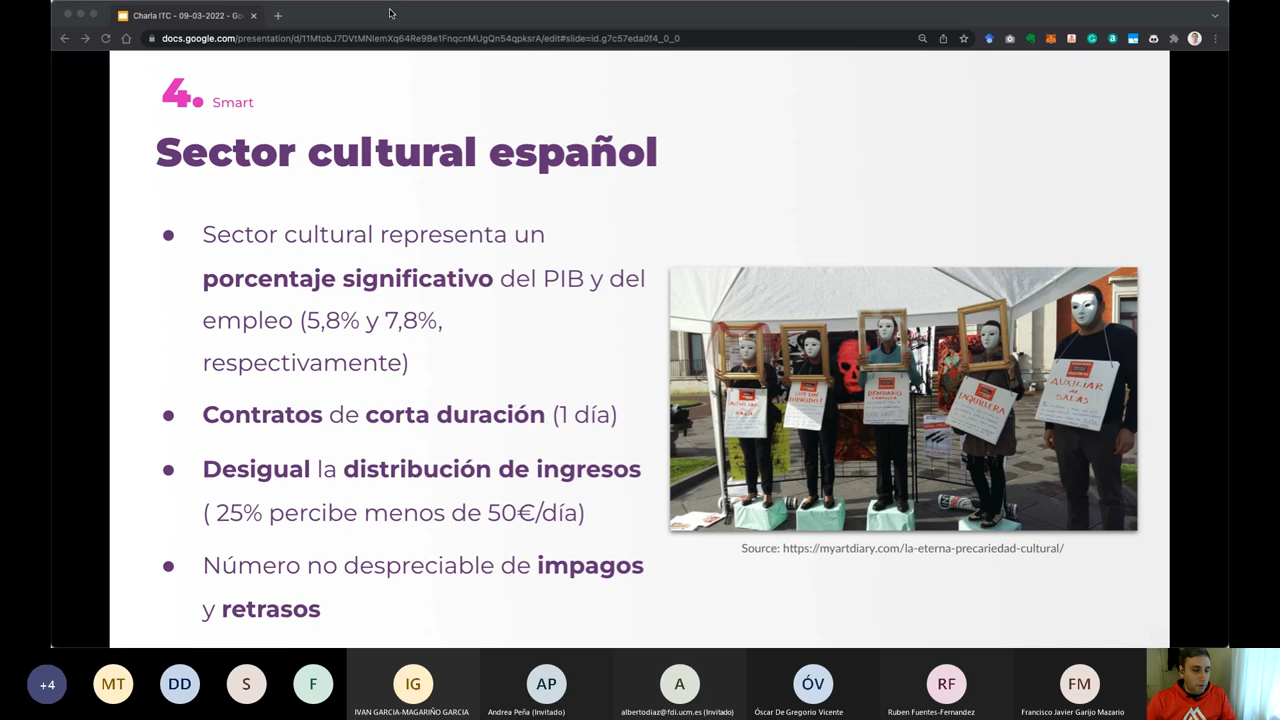 Charla ITC - 09-03-2022 - Go
docs.google.com/presentation/d/11MtobJ7DVtMNIemXq64Re9Be1FnqcnMUgQn54qpksrA/edit#slide=id.g7c57eda0f4_0_0
4. Smart
Sector cultural español
● Sector cultural representa un
porcentaje significativo del PIB y del
empleo (5,8% y 7,8%,
respectivamente)
● Contratos de corta duración (1 día)
● Desigual la distribución de ingresos
( 25% percibe menos de 50€/día)
● Número no despreciable de impagos
y retrasos
TAQUILLERA
AUXILIAR
DE
SALAS
Source: https://myartdiary.com/la-eterna-precariedad-cultural/
+4
MT
DD
S
F
IG
AP
A
ÓV
RF
FM
IVAN GARCIA-MAGARIÑO GARCIA
Andrea Peña (Invitado)
albertodiaz@fdi.ucm.es (Invitado)
Óscar De Gregorio Vicente
Ruben Fuentes-Fernandez
Francisco Javier Garijo Mazario